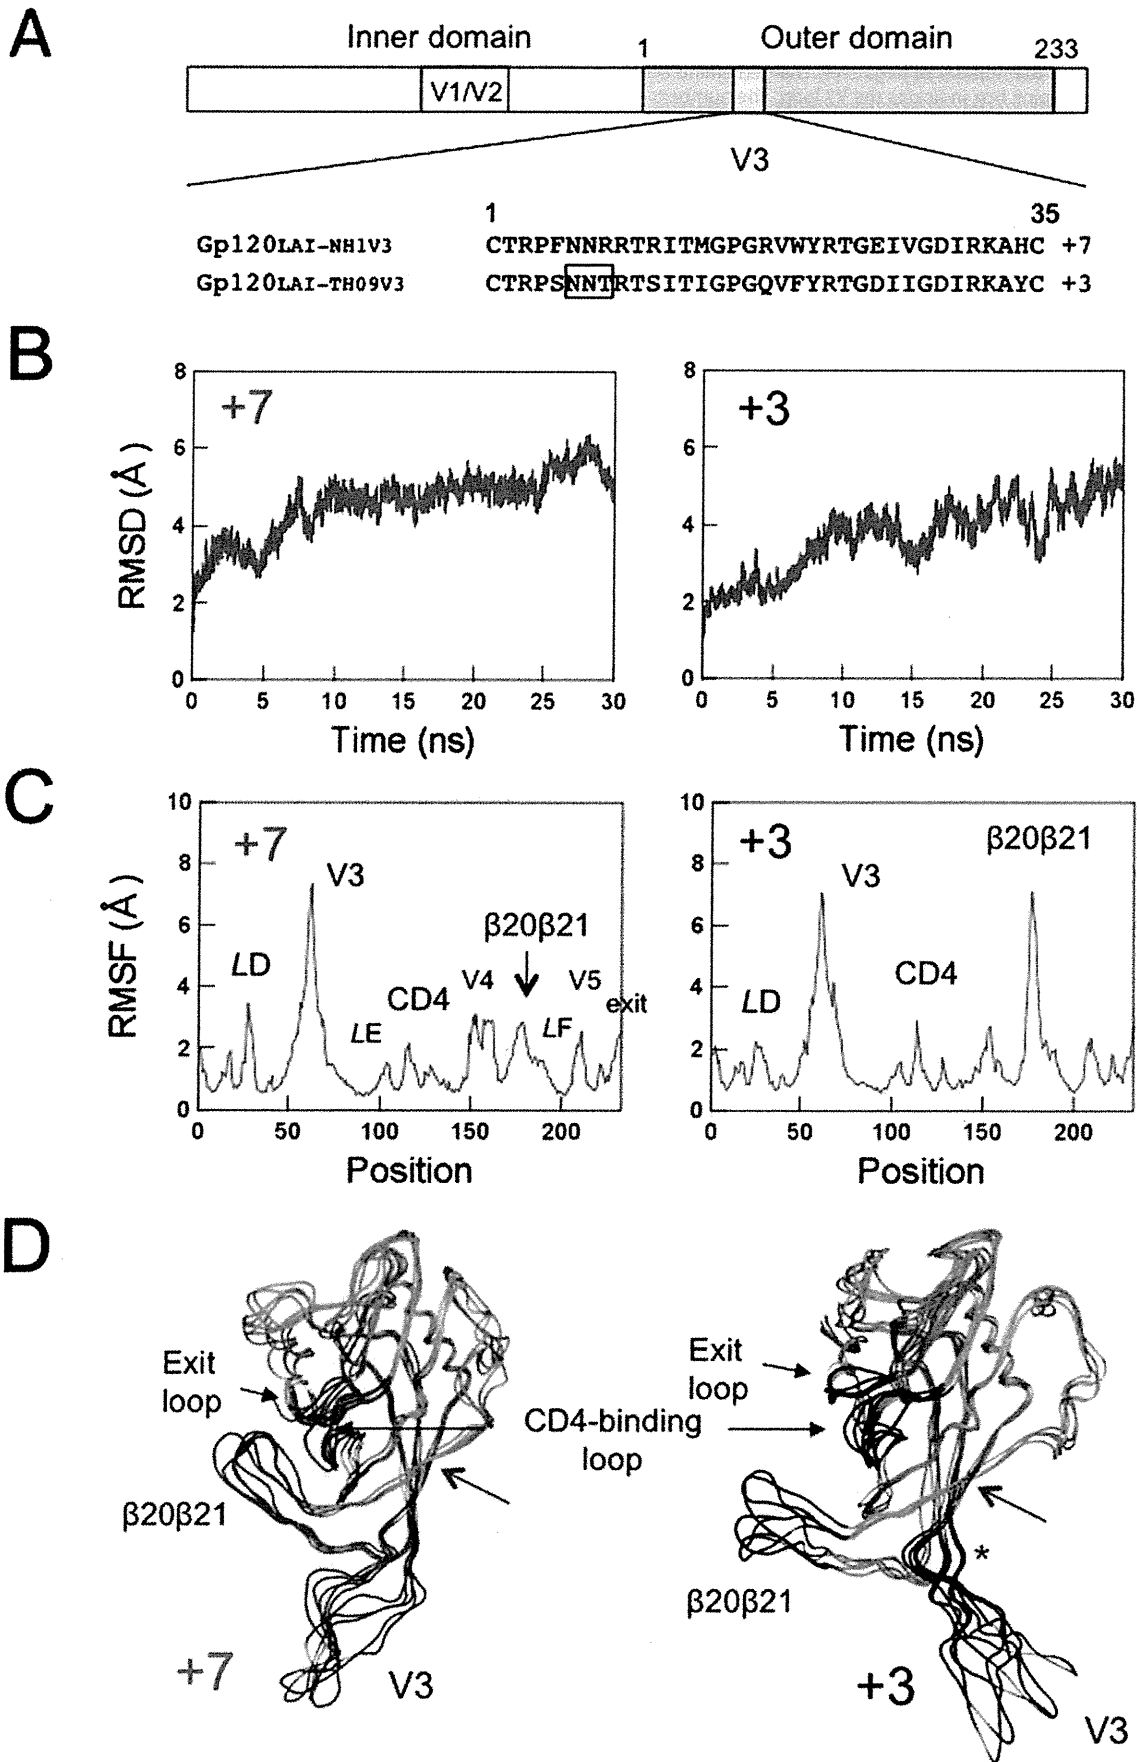 A
Inner domain 1 Outer domain 233
V1/V2
V3
1 35
Gp120LAI-NH1V3 CTRPFNNRRTRITMGPGRVWYRTGEIVGDIRKAHC +7
Gp120LAI-TH09V3 CTRPSNNTRTSITIGPGQVFYRTGDIIGDIRKAYC +3
B
8 8
+7 +3
6 6
RMSD (Å)
4 4
2 2
0 0
0 5 10 15 20 25 30 0 5 10 15 20 25 30
Time (ns) Time (ns)
C
10 10
+7 +3 β20β21
8 8
V3 V3
RMSF (Å)
6 6
β20β21
LD V4 V5 CD4
4 4
CD4 exit LD
LE LF
2 2
0 0
0 50 100 150 200 0 50 100 150 200
Position Position
D
Exit loop Exit loop
CD4-binding loop
β20β21 *
β20β21
+7 V3 +3
V3